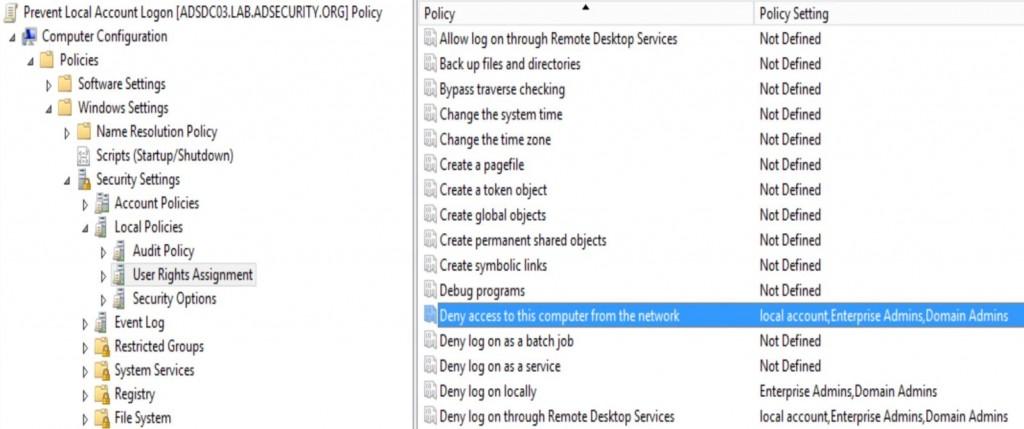 Prevent Local Account Logon [ADSDC03.LAB.ADSECURITY.ORG] Policy
Computer Configuration
Policies
Software Settings
Windows Settings
Name Resolution Policy
Scripts (Startup/Shutdown)
Security Settings
Account Policies
Local Policies
Audit Policy
User Rights Assignment
Security Options
Event Log
Restricted Groups
System Services
Registry
File System
Policy Policy Setting
Allow log on through Remote Desktop Services Not Defined
Back up files and directories Not Defined
Bypass traverse checking Not Defined
Change the system time Not Defined
Change the time zone Not Defined
Create a pagefile Not Defined
Create a token object Not Defined
Create global objects Not Defined
Create permanent shared objects Not Defined
Create symbolic links Not Defined
Debug programs Not Defined
Deny access to this computer from the network local account,Enterprise Admins,Domain Admins
Deny log on as a batch job Not Defined
Deny log on as a service Not Defined
Deny log on locally Enterprise Admins,Domain Admins
Deny log on through Remote Desktop Services local account,Enterprise Admins,Domain Admins